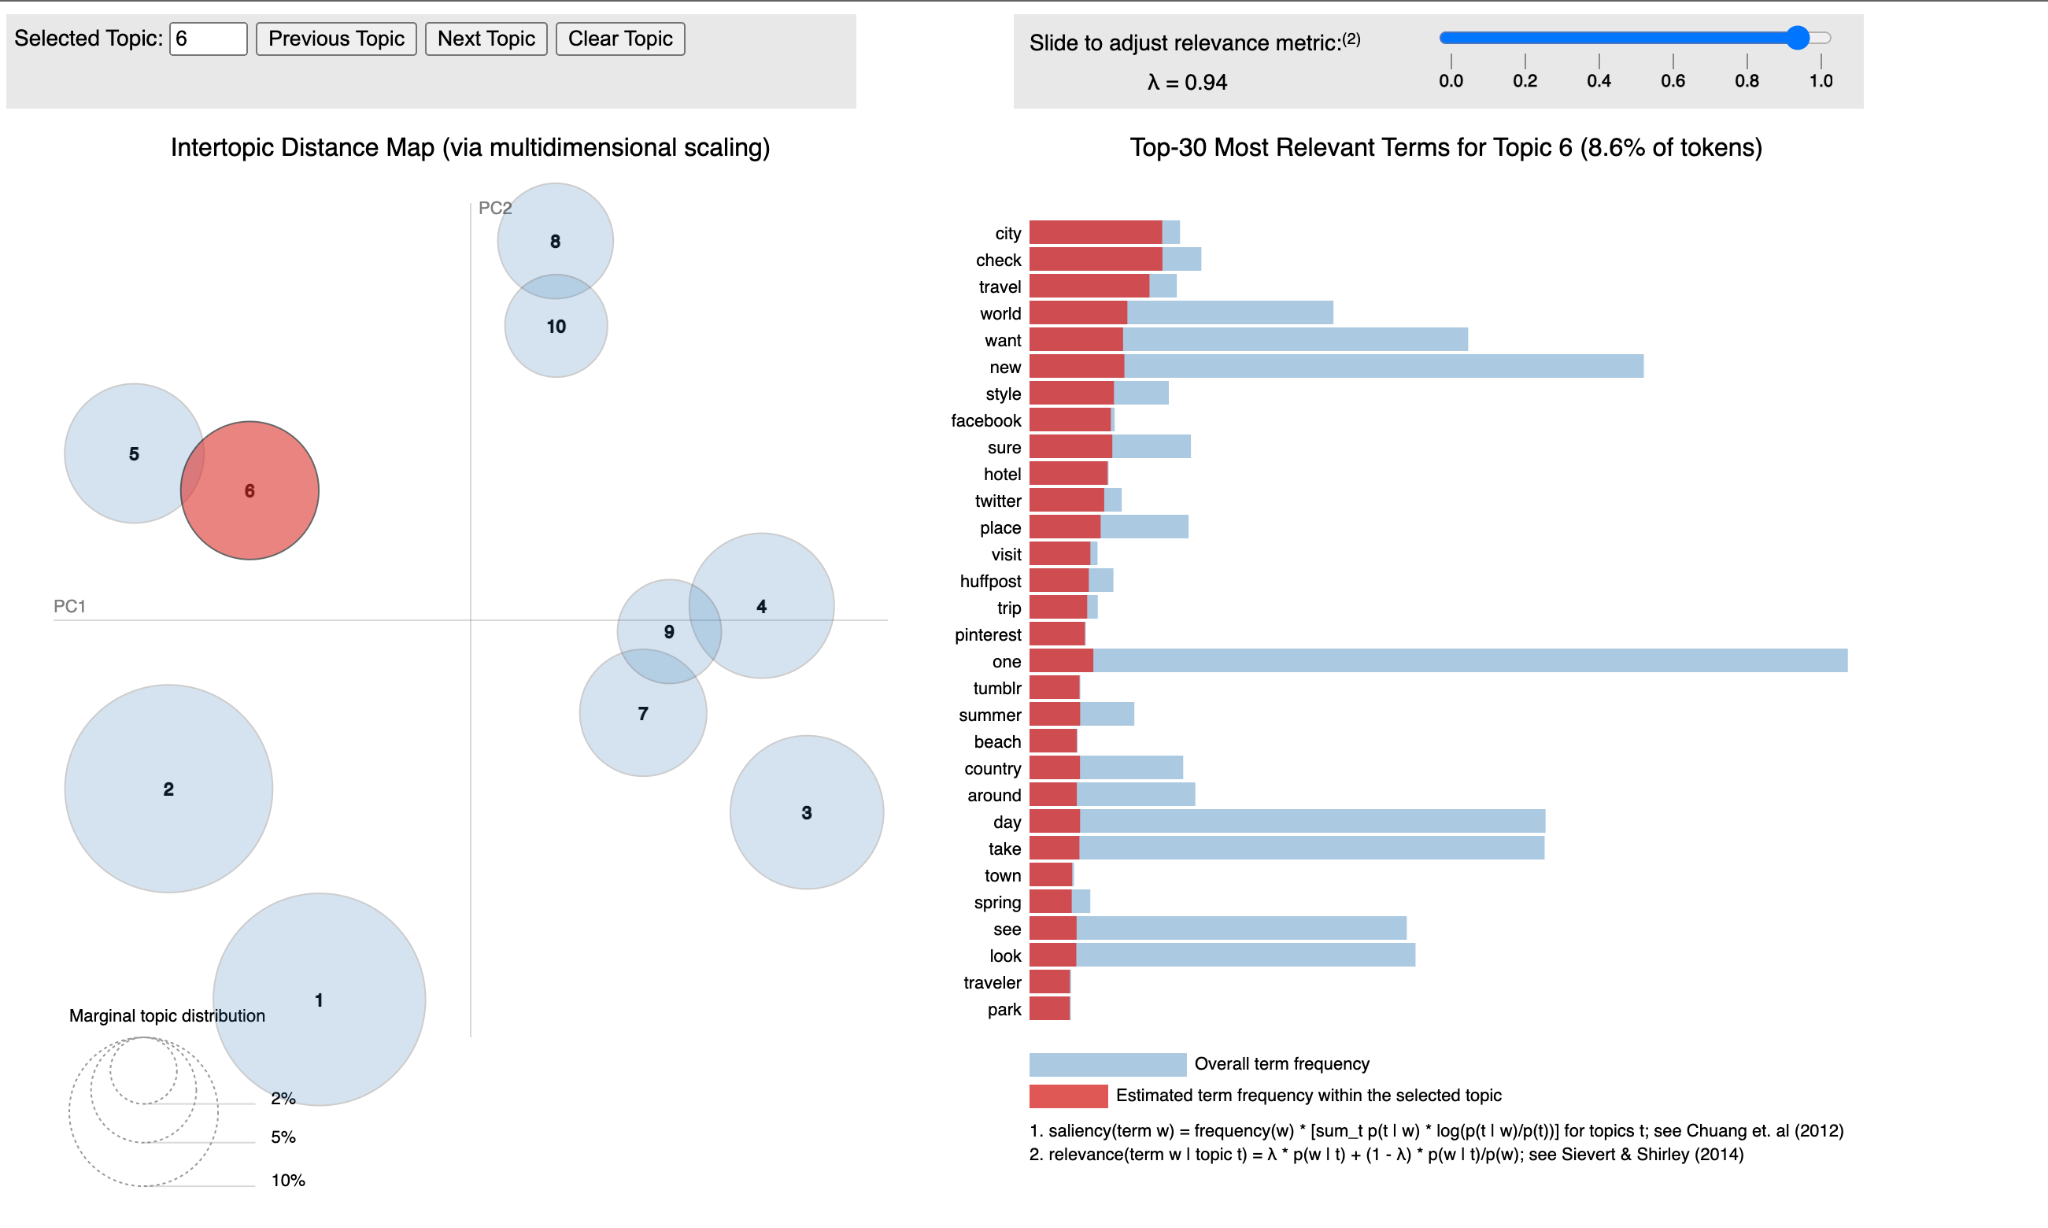 Selected Topic: 6 Previous Topic Next Topic Clear Topic
Slide to adjust relevance metric:(2)
λ = 0.94
0.0 0.2 0.4 0.6 0.8 1.0
Intertopic Distance Map (via multidimensional scaling)
PC2
8
10
5
6
PC1
4
9
7
2
3
1
Marginal topic distribution
2%
5%
10%
Top-30 Most Relevant Terms for Topic 6 (8.6% of tokens)
city
check
travel
world
want
new
style
facebook
sure
hotel
twitter
place
visit
huffpost
trip
pinterest
one
tumblr
summer
beach
country
around
day
take
town
spring
see
look
traveler
park
Overall term frequency
Estimated term frequency within the selected topic
1. saliency(term w) = frequency(w) * [sum_t p(t | w) * log(p(t | w)/p(t))] for topics t; see Chuang et. al (2012)
2. relevance(term w | topic t) = λ * p(w | t) + (1 - λ) * p(w | t)/p(w); see Sievert & Shirley (2014)